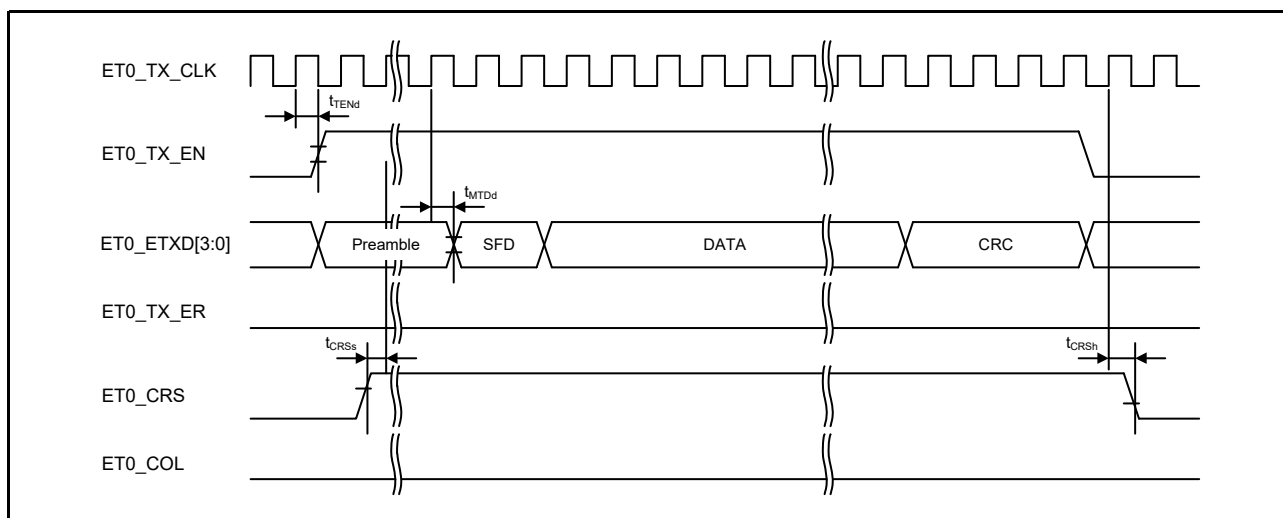 ET0_TX_CLK
tTENd
ET0_TX_EN
tMTDd
ET0_ETXD[3:0]
Preamble
SFD
DATA
CRC
ET0_TX_ER
tCRSs
tCRSh
ET0_CRS
ET0_COL